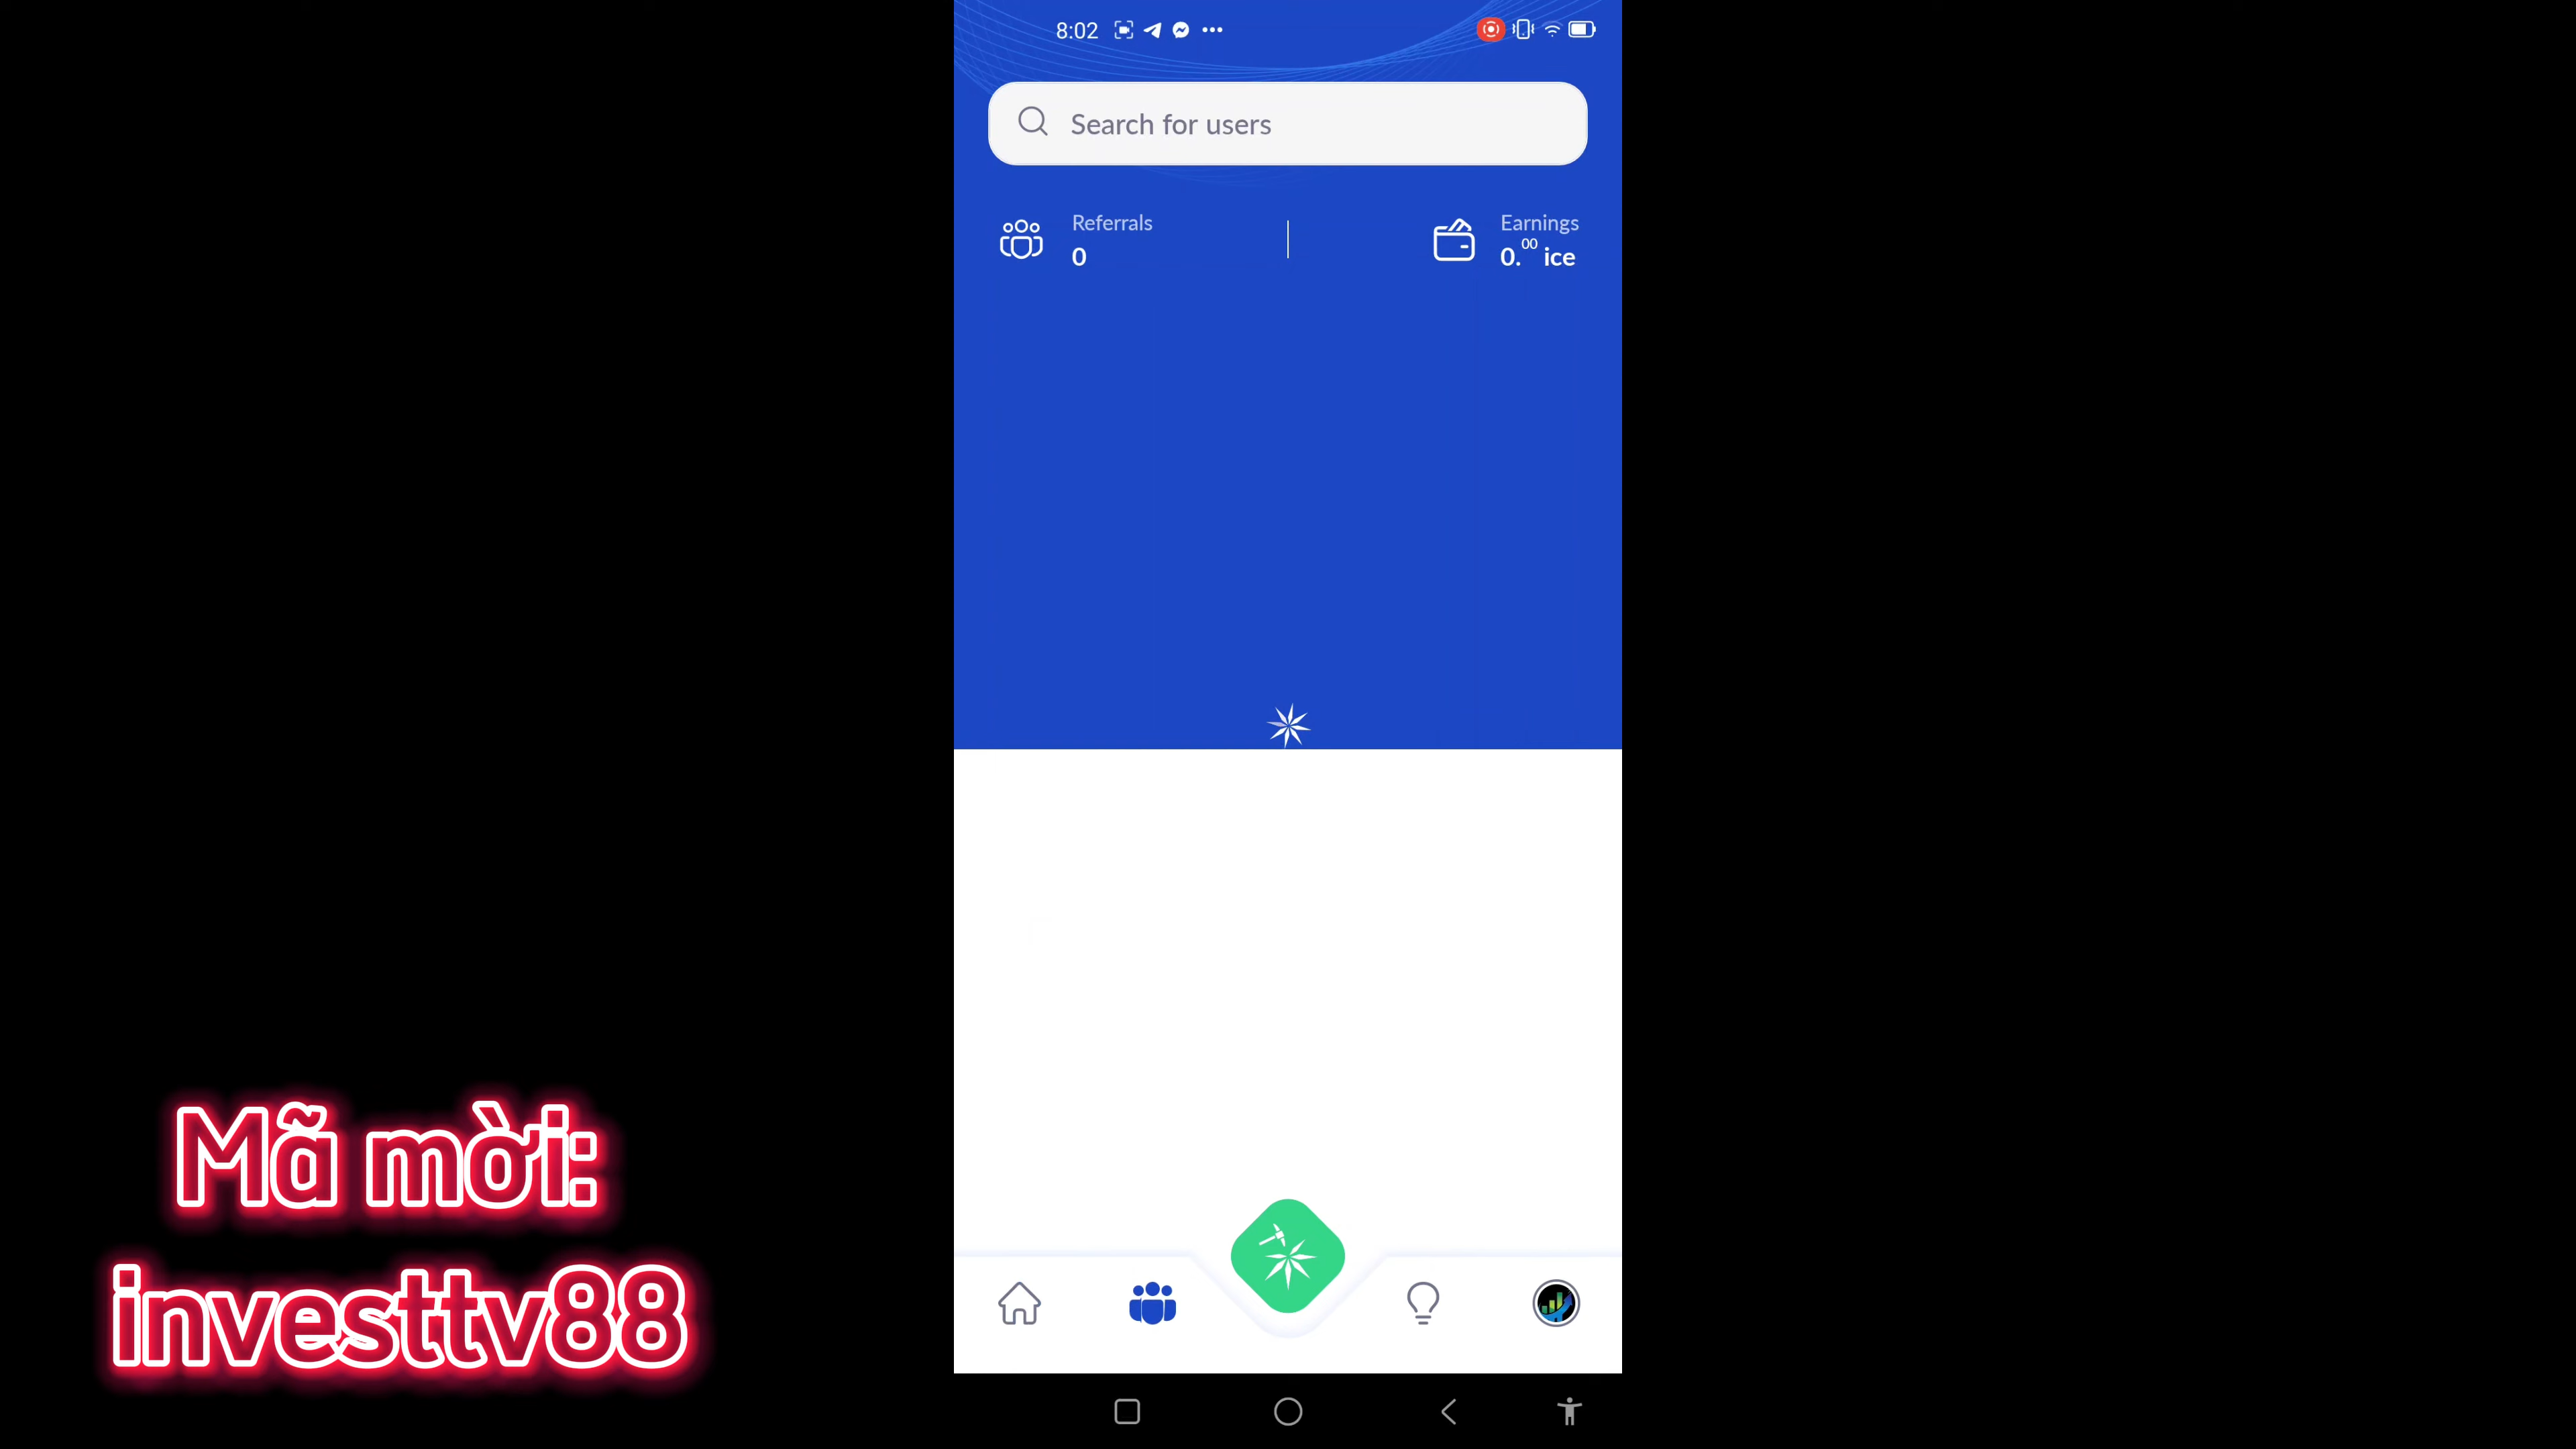 8:02
Search for users
Referrals
0
Earnings
0.00 ice
Mã mời:
investtv88